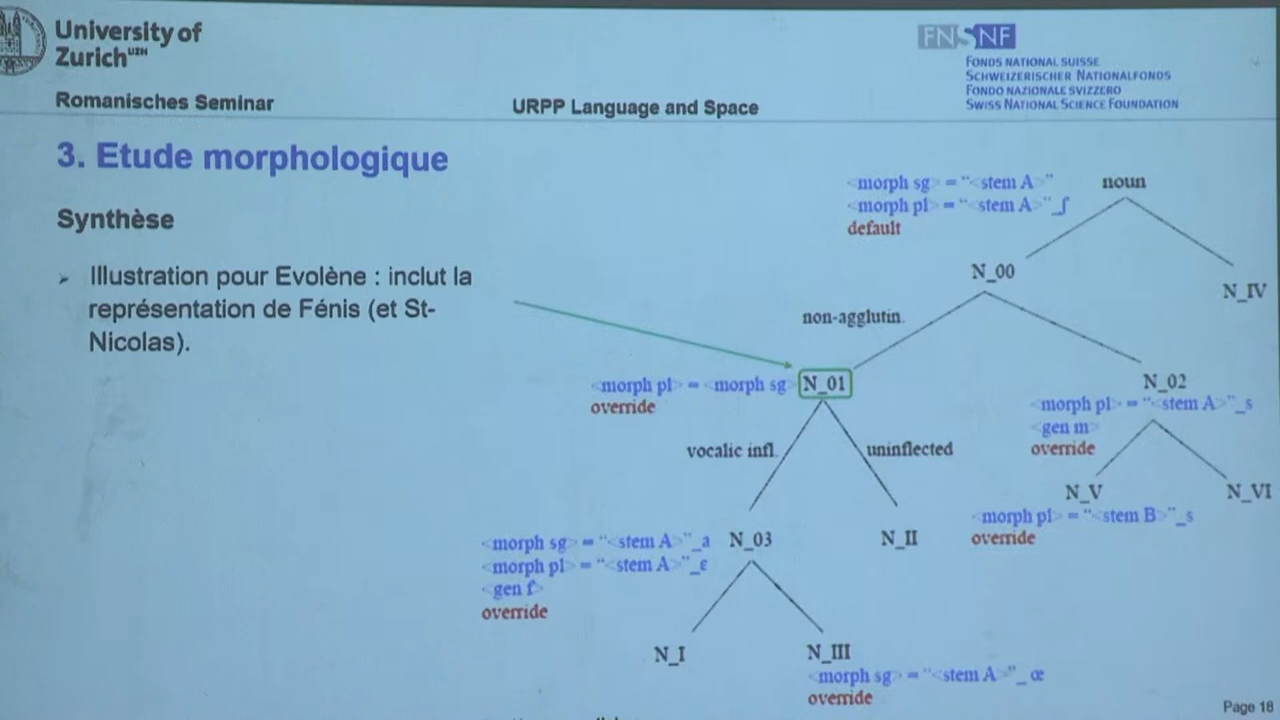 University of
Zurich UZH
FNSNF
FONDS NATIONAL SUISSE
SCHWEIZERISCHER NATIONALFONDS
FONDO NAZIONALE SVIZZERO
SWISS NATIONAL SCIENCE FOUNDATION
Romanisches Seminar
URPP Language and Space
3. Etude morphologique
Synthèse
➢ Illustration pour Evolène : inclut la
représentation de Fénis (et St-
Nicolas).
<morph sg> = "<stem A>"
noun
<morph pl> = "<stem A>"_ʃ
default
N_00
N_IV
non-agglutin.
<morph pl> = <morph sg>
N_01
override
N_02
<morph pl> = "<stem A>"_s
<gen m>
override
vocalic infl.
uninflected
N_V
N_VI
<morph pl> = "<stem B>"_s
override
<morph sg> = "<stem A>"_a
N_03
N_II
<morph pl> = "<stem A>"_ɛ
<gen f>
override
N_I
N_III
<morph sg> = "<stem A>"_œ
override
Page 18